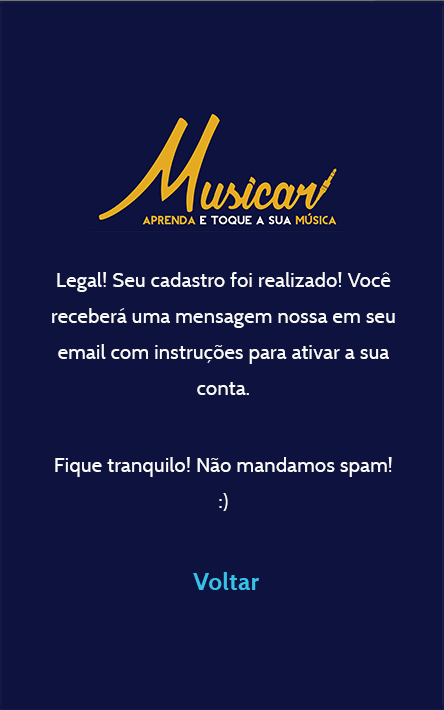 Musicar
APRENDA E TOQUE A SUA MÚSICA
Legal! Seu cadastro foi realizado! Você
receberá uma mensagem nossa em seu
email com instruções para ativar a sua
conta.
Fique tranquilo! Não mandamos spam!
:)
Voltar